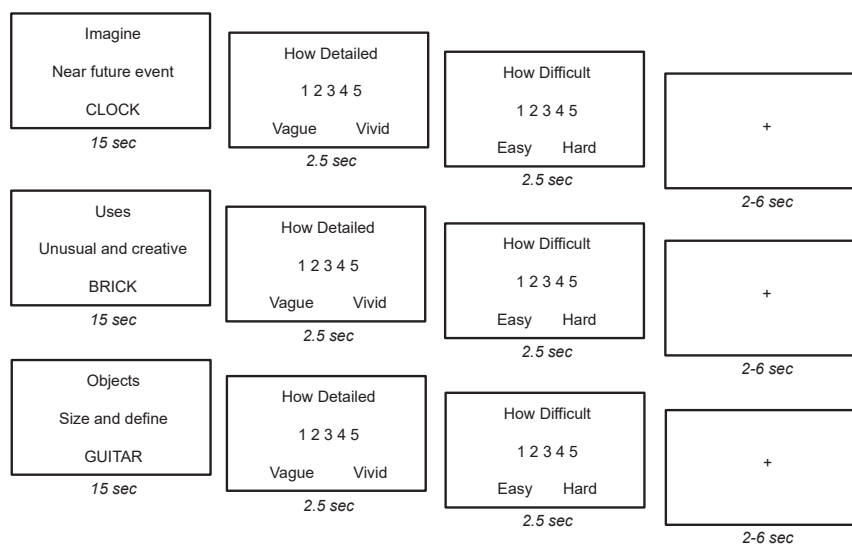 Imagine
Near future event
CLOCK
15 sec
How Detailed
1 2 3 4 5
Vague Vivid
2.5 sec
How Difficult
1 2 3 4 5
Easy Hard
2.5 sec
+
2-6 sec
Uses
Unusual and creative
BRICK
15 sec
How Detailed
1 2 3 4 5
Vague Vivid
2.5 sec
How Difficult
1 2 3 4 5
Easy Hard
2.5 sec
+
2-6 sec
Objects
Size and define
GUITAR
15 sec
How Detailed
1 2 3 4 5
Vague Vivid
2.5 sec
How Difficult
1 2 3 4 5
Easy Hard
2.5 sec
+
2-6 sec